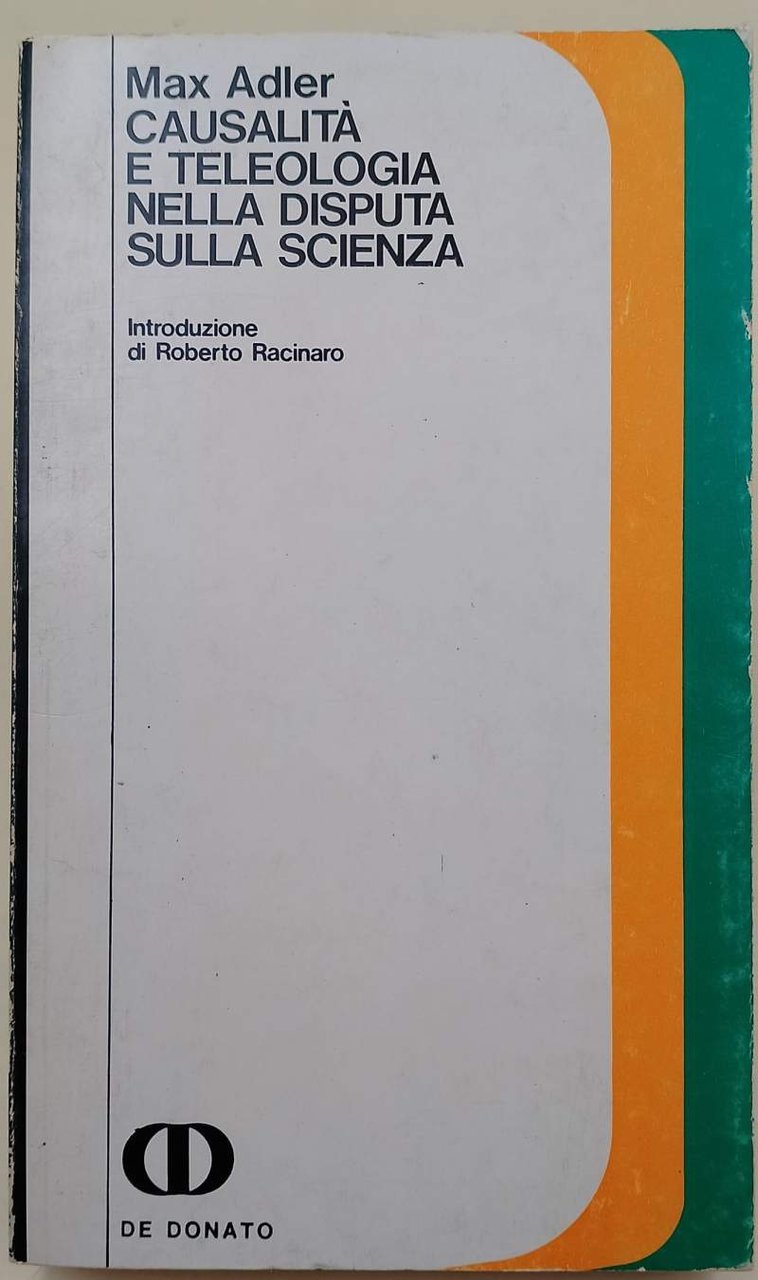 Max Adler
CAUSALITÀ
E TELEOLOGIA
NELLA DISPUTA
SULLA SCIENZA
Introduzione
di Roberto Racinaro
DE DONATO